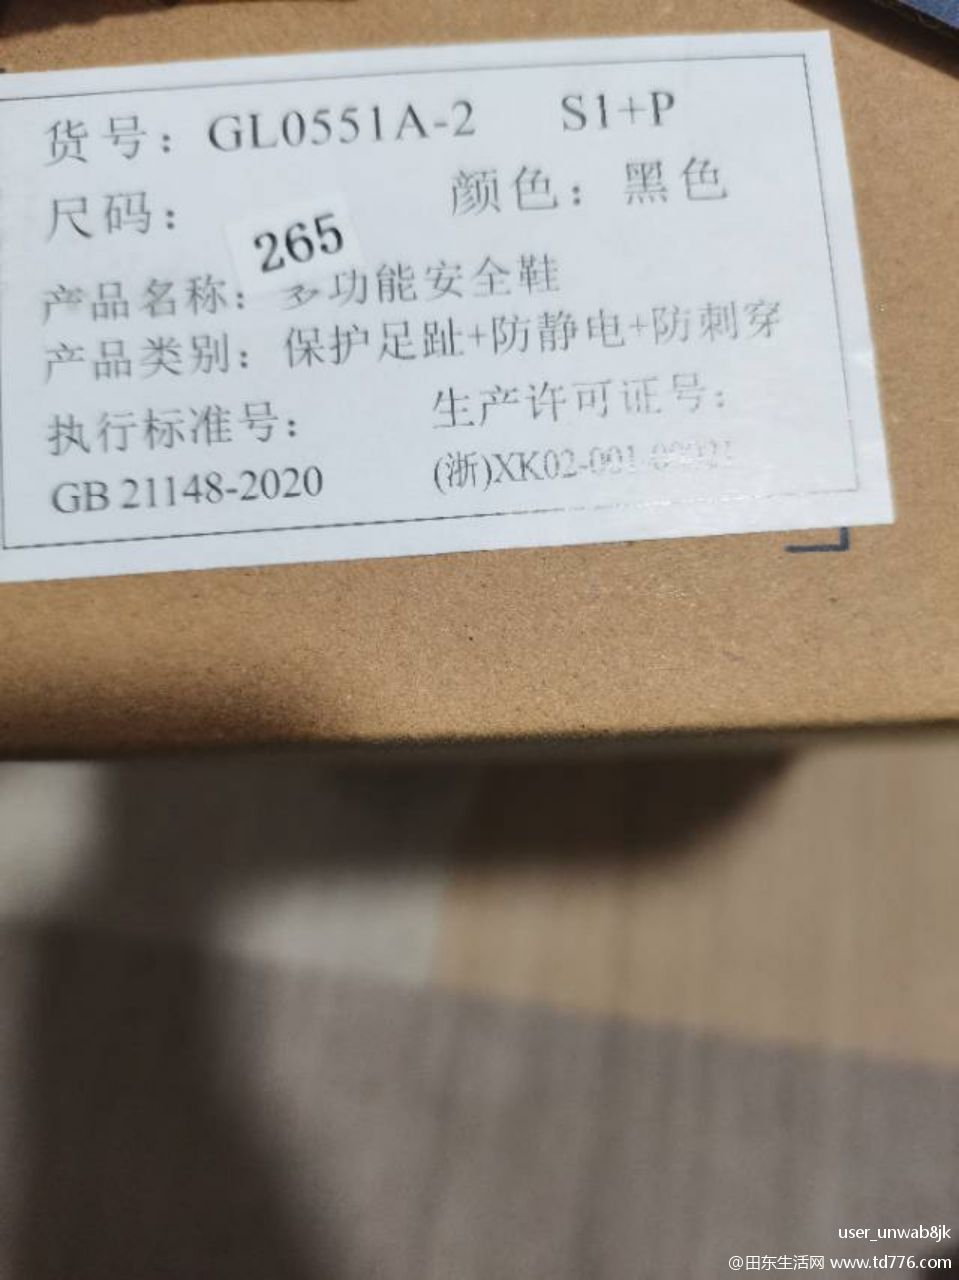 货号：GL0551A-2 S1+P
尺码：265 颜色：黑色
产品名称：多功能安全鞋
产品类别：保护足趾+防静电+防刺穿
执行标准号： 生产许可证号：
GB 21148-2020 (浙)XK02-001-
user_unwab8jk
@田东生活网 www.td776.com